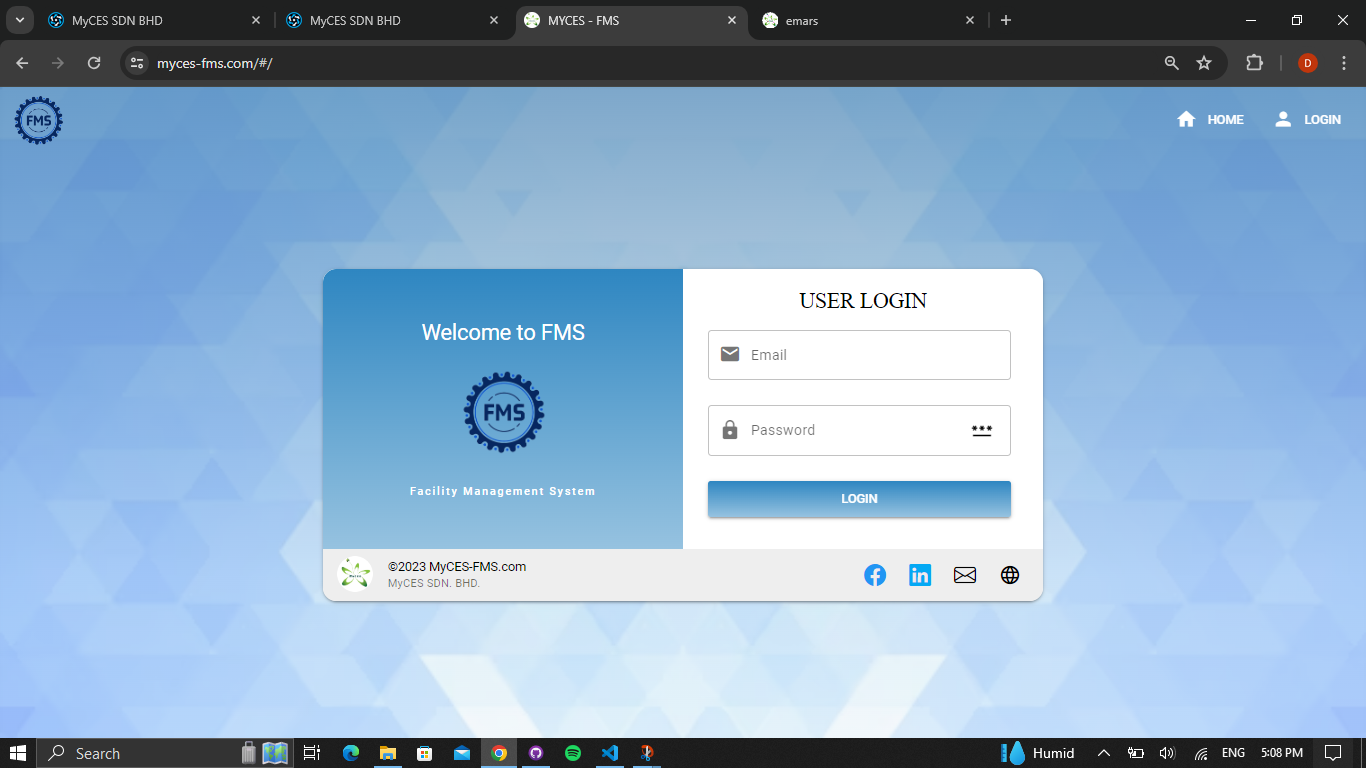 MyCES SDN BHD
MyCES SDN BHD
MYCES - FMS
emars
myces-fms.com/#/
D
FMS
HOME
LOGIN
Welcome to FMS
FMS
Facility Management System
USER LOGIN
Email
Password
LOGIN
©2023 MyCES-FMS.com
MyCES SDN. BHD.
in
Search
Humid
ENG
5:08 PM